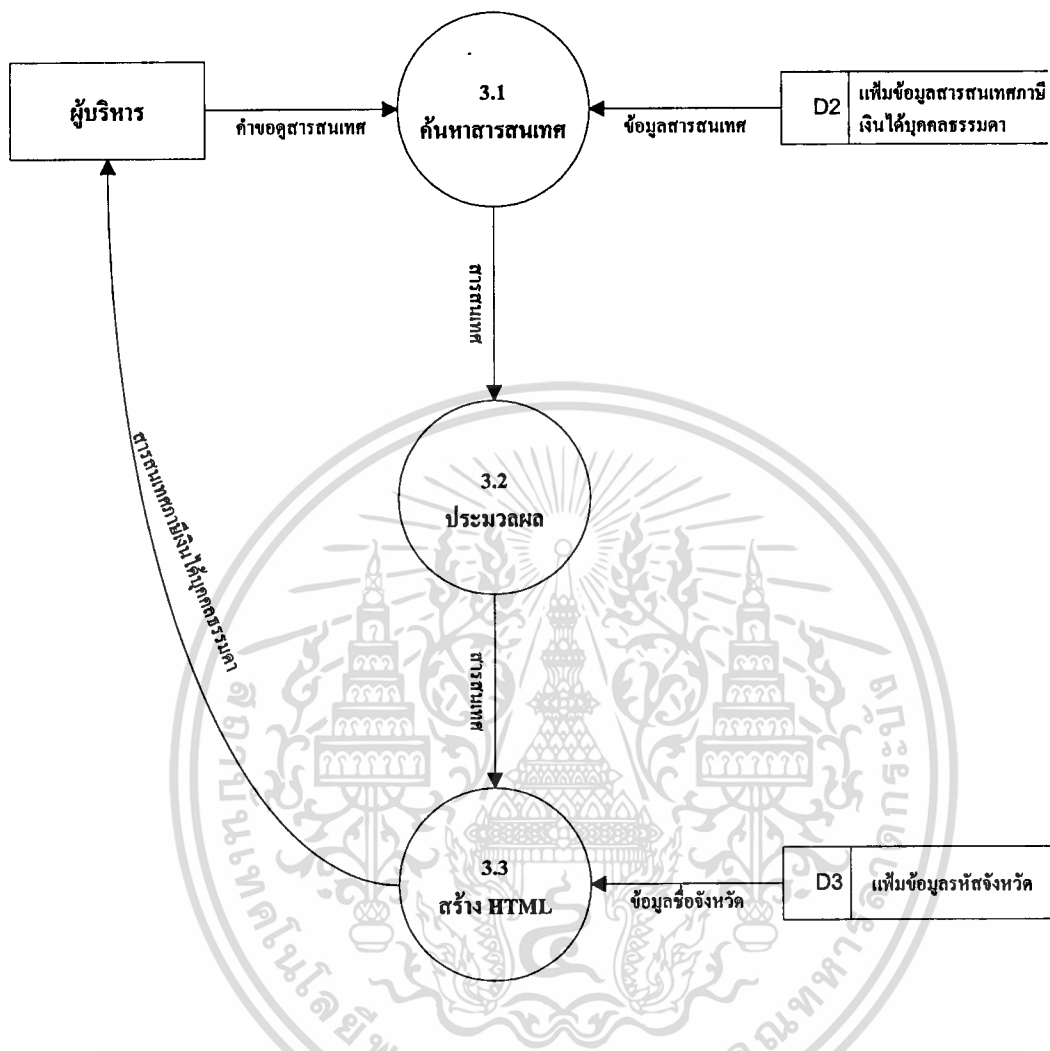 ผู้บริหาร
คำขอดูสารสนเทศ
3.1
ค้นหาสารสนเทศ
ข้อมูลสารสนเทศ
D2
แฟ้มข้อมูลสารสนเทศภาษี
เงินได้บุคคลธรรมดา
สารสนเทศ
3.2
ประมวลผล
สารสนเทศภาษีเงินได้บุคคลธรรมดา
สารสนเทศ
3.3
สร้าง HTML
ข้อมูลชื่อจังหวัด
D3
แฟ้มข้อมูลรหัสจังหวัด